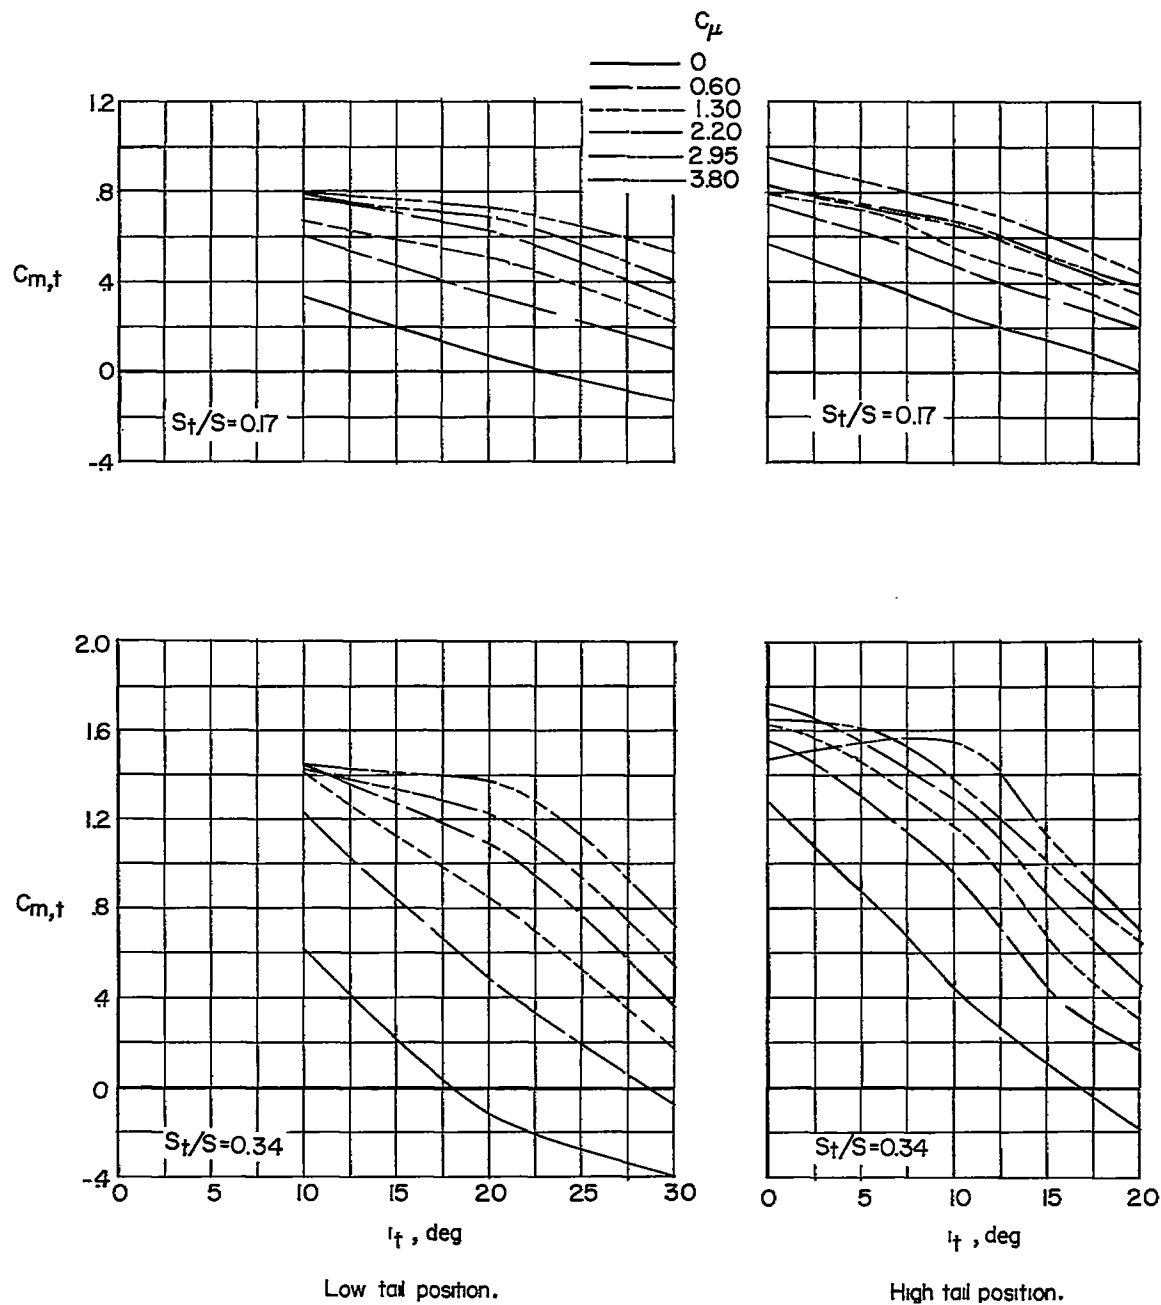 Cμ
0
0.60
1.30
2.20
2.95
3.80
1.2
.8
.4
0
-.4
Cm,t
St/S=0.17
St/S=0.17
2.0
1.6
1.2
.8
.4
0
-.4
Cm,t
St/S=0.34
St/S=0.34
0 5 10 15 20 25 30
0 5 10 15 20
it, deg
it, deg
Low tail position.
High tail position.